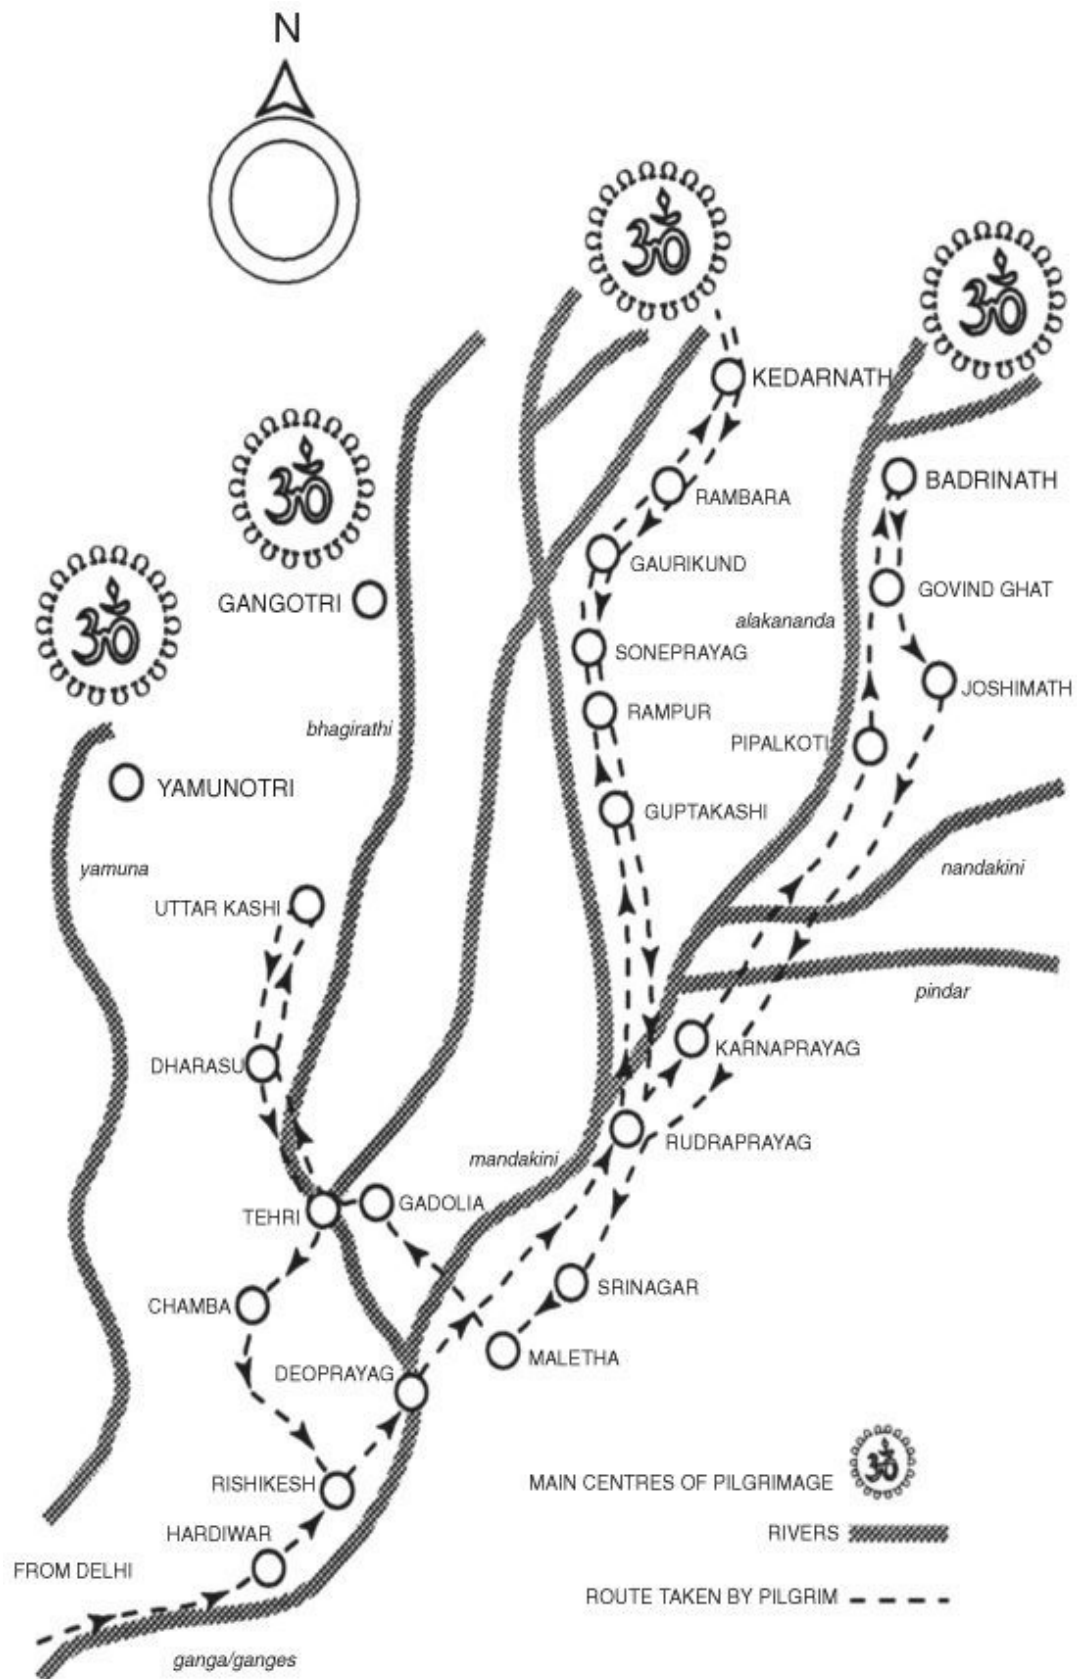 N
KEDARNATH
BADRINATH
RAMBARA
GAURIKUND
GOVIND GHAT
GANGOTRI
alakananda
SONEPRAYAG
JOSHIMATH
RAMPUR
bhagirathi
PIPALKOTI
YAMUNOTRI
GUPTAKASHI
yamuna
nandakini
UTTAR KASHI
pindar
KARNAPRAYAG
DHARASU
RUDRAPRAYAG
mandakini
GADOLIA
TEHRI
SRINAGAR
CHAMBA
MALETHA
DEOPRAYAG
RISHIKESH
MAIN CENTRES OF PILGRIMAGE
ॐ
ॐ
ॐ
ॐ
ॐ
HARDIWAR
RIVERS
FROM DELHI
ROUTE TAKEN BY PILGRIM
ganga/ganges